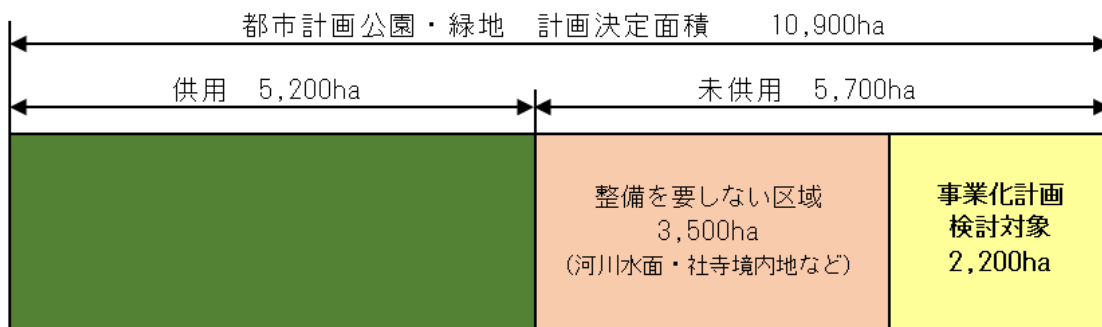 都市計画公園・緑地　計画決定面積　　10,900ha
供用　5,200ha
未供用　5,700ha
整備を要しない区域
3,500ha
(河川水面・社寺境内地など)
事業化計画
検討対象
2,200ha